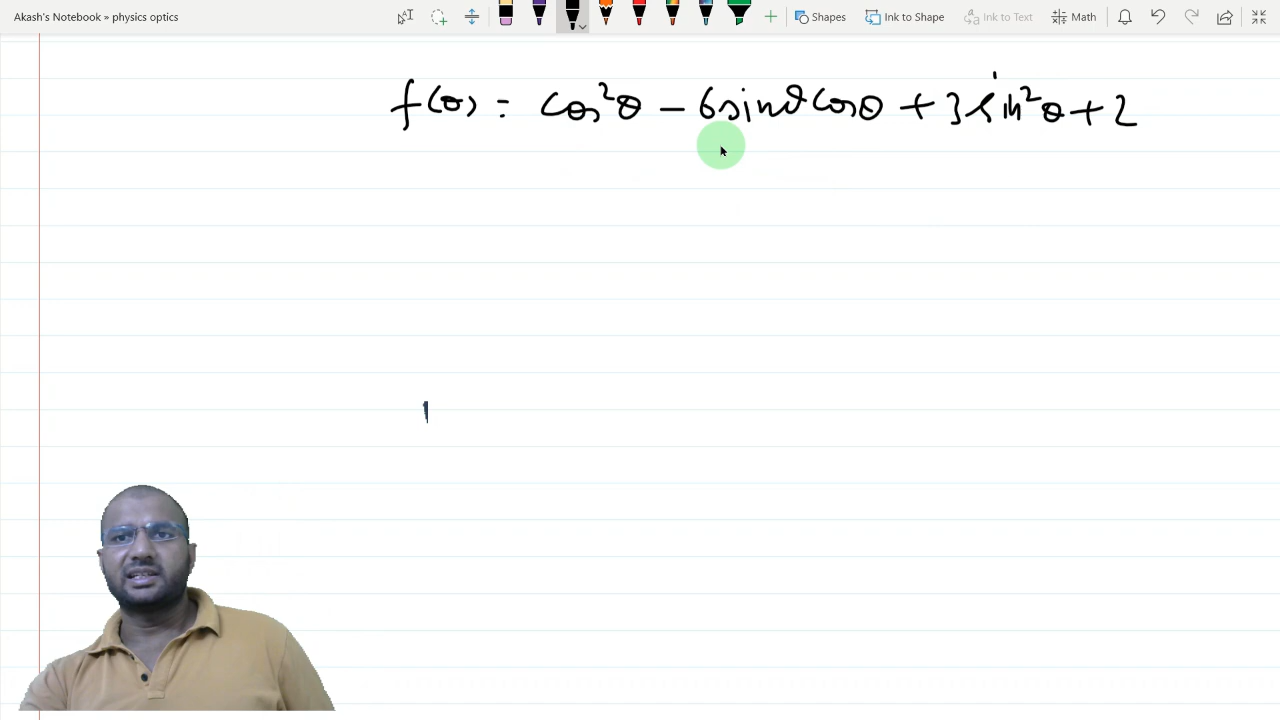 Akash's Notebook » physics optics
Shapes
Ink to Shape
Ink to Text
Math
f(θ) = cos²θ - 6sinθcosθ + 3sin²θ + 2